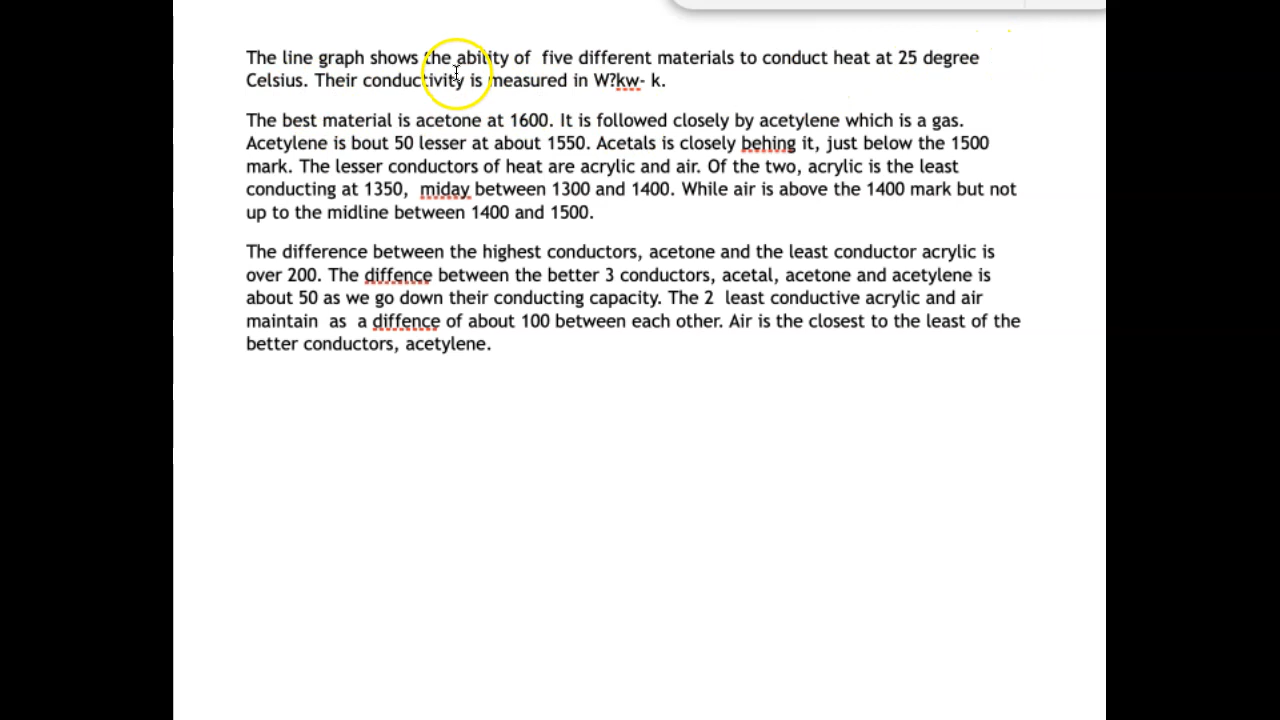 The line graph shows the ability of five different materials to conduct heat at 25 degree
Celsius. Their conductivity is measured in W?kw- k.
The best material is acetone at 1600. It is followed closely by acetylene which is a gas.
Acetylene is bout 50 lesser at about 1550. Acetals is closely behing it, just below the 1500
mark. The lesser conductors of heat are acrylic and air. Of the two, acrylic is the least
conducting at 1350, miday between 1300 and 1400. While air is above the 1400 mark but not
up to the midline between 1400 and 1500.
The difference between the highest conductors, acetone and the least conductor acrylic is
over 200. The diffence between the better 3 conductors, acetal, acetone and acetylene is
about 50 as we go down their conducting capacity. The 2 least conductive acrylic and air
maintain as a diffence of about 100 between each other. Air is the closest to the least of the
better conductors, acetylene.